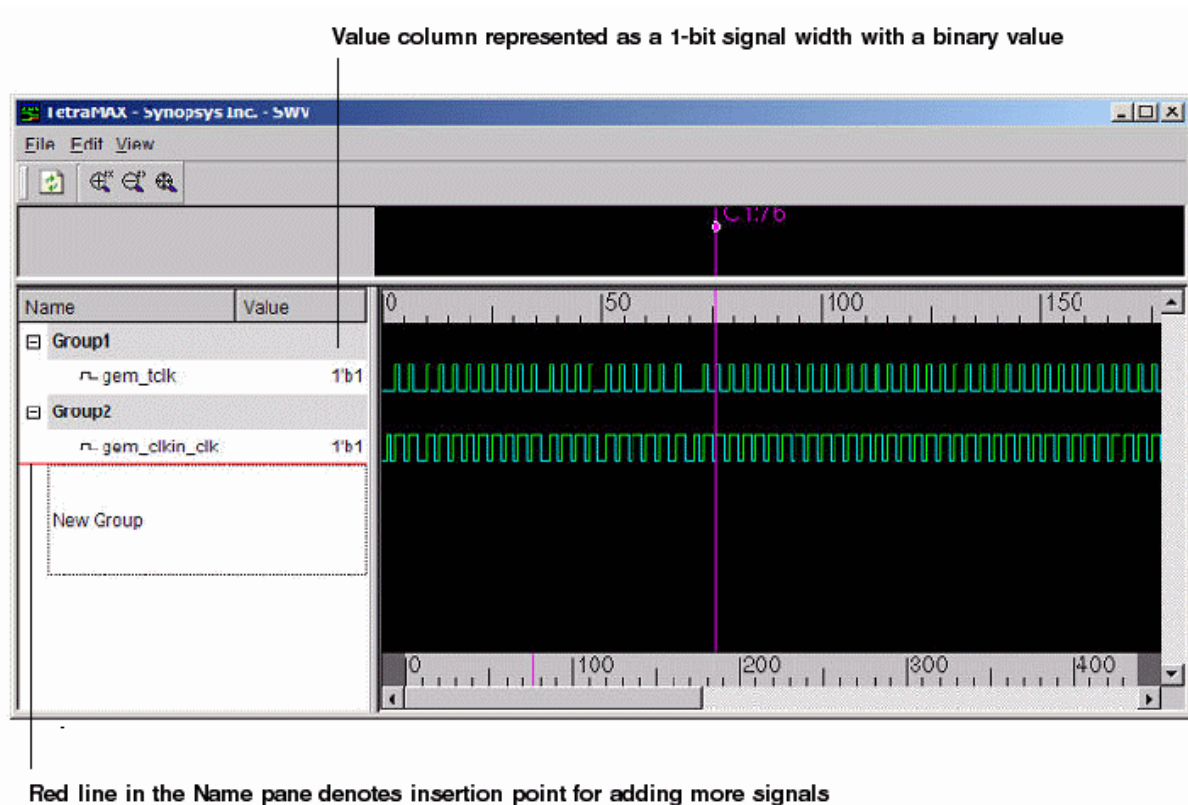 Value column represented as a 1-bit signal width with a binary value
TetraMAX - Synopsys Inc. - SWV
File Edit View
C1:76
Name Value
0 50 100 150
Group1
gem_tclk 1'b1
Group2
gem_clkin_clk 1'b1
New Group
0 100 200 300 400
Red line in the Name pane denotes insertion point for adding more signals